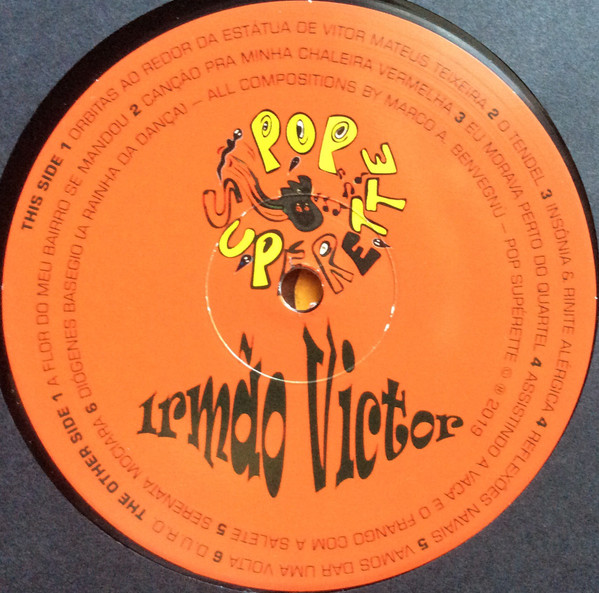 THIS SIDE 1 ORBITAS AO REDOR DA ESTÁTUA DE VITOR MATEUS TEIXEIRA 2 O TENDEL 3 INSÔNIA & RINITE ALÉRGICA 4 REFLEXÕES NAVAIS 5 VAMOS DAR UMA VOLTA 6 D.U.R.O. THE OTHER SIDE 1 A FLOR DO MEU BAIRRO SE MANDOU 2 CANÇÃO PRA MINHA CHALEIRA VERMELHA 3 EU MORAVA PERTO DO QUARTEL 4 ASSISTINDO A VACA E O FRANGO COM A SALETE 5 SERENATA MOCARA 6 DIÓGENES BASEGIO (A RAINHA DA DANÇA) – ALL COMPOSITIONS BY MARCO A. BENVEGNU – POP SUPÉRETTE © ℗ 2019
PÓP
SUPÉRETTE
irmão Victor